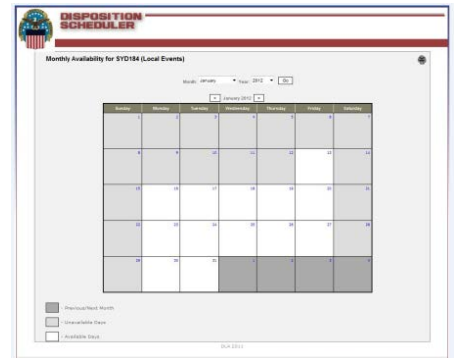 DISPOSITION
SCHEDULER
Monthly Availability for SYD184 (Local Events)
Month: January Year: 2012 Go
January 2012
Sunday Monday Tuesday Wednesday Thursday Friday Saturday
1 2 3 4 5 6 7
8 9 10 11 12 13 14
15 16 17 18 19 20 21
22 23 24 25 26 27 28
29 30 31 1 2 3 4
- Previous/Next Month
- Unavailable Days
- Available Days